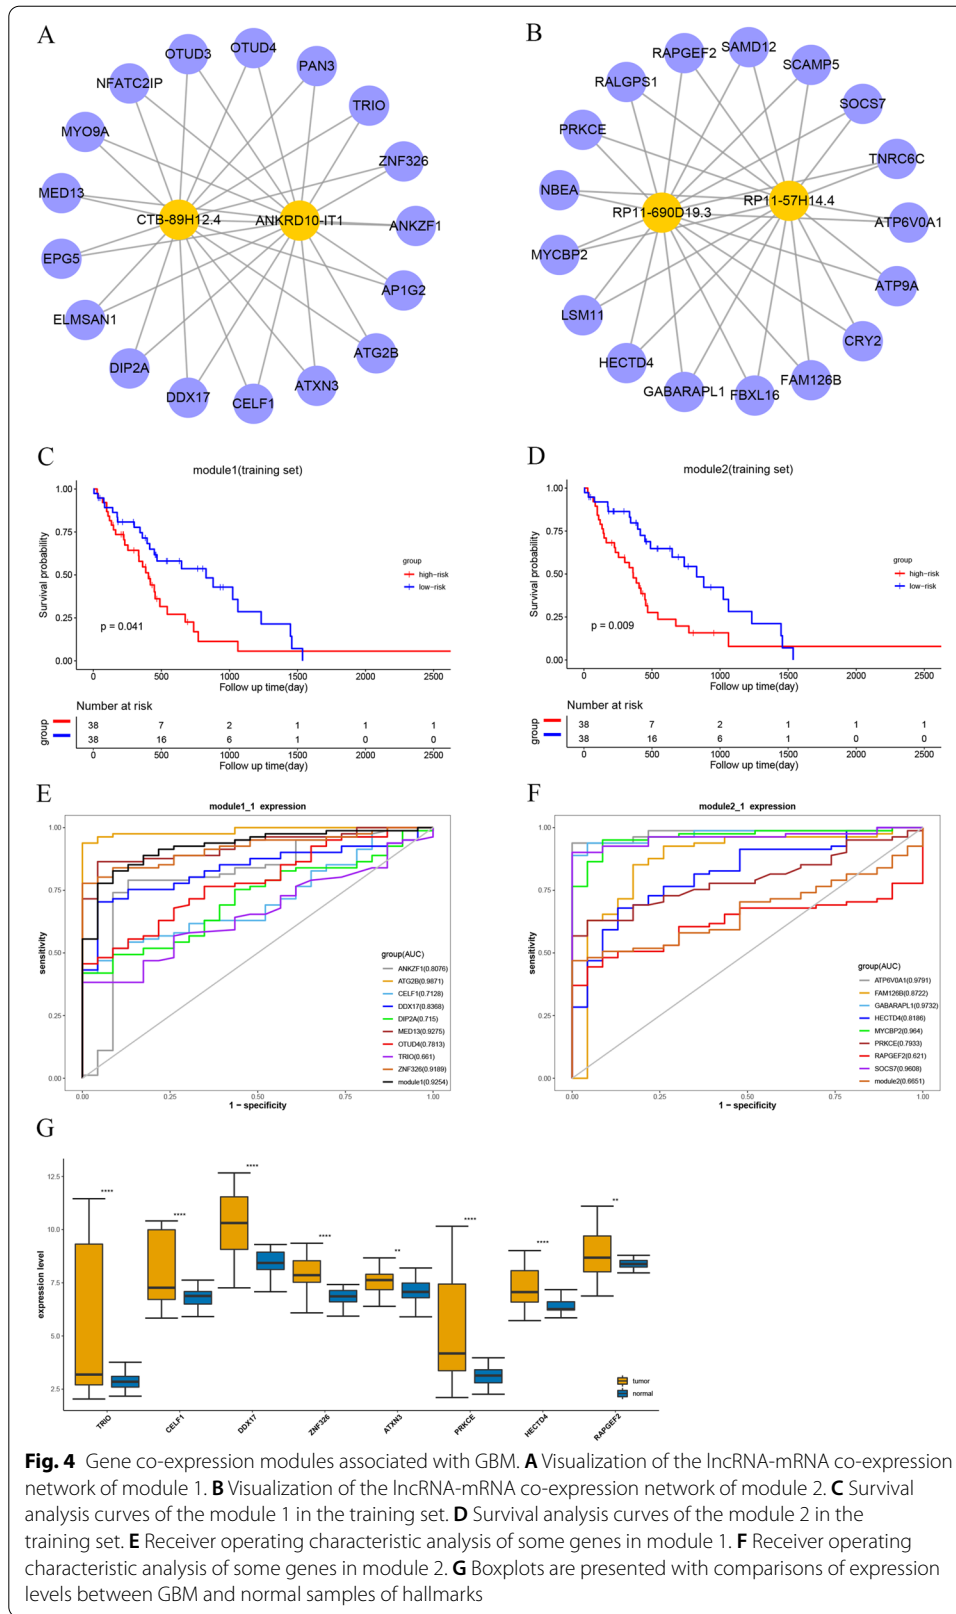 A
OTUD3
OTUD4
NFATC2IP
PAN3
MYO9A
TRIO
MED13
ZNF326
CTB-89H12.4
ANKRD10-IT1
ANKZF1
EPG5
AP1G2
ELMSAN1
ATG2B
DIP2A
ATXN3
DDX17
CELF1
B
RAPGEF2
SAMD12
RALGPS1
SCAMP5
PRKCE
SOCS7
NBEA
TNRC6C
RP11-690D19.3
RP11-57H14.4
ATP6V0A1
MYCBP2
ATP9A
LSM11
CRY2
HECTD4
FAM126B
GABARAPL1
FBXL16
C
module1(training set)
Survival probability
1.00
0.75
0.50
0.25
0.00
group
high-risk
low-risk
p = 0.041
0 500 1000 1500 2000 2500
Follow up time(day)
Number at risk
group
38 7 2 1 1 1
38 16 6 1 0 0
0 500 1000 1500 2000 2500
Follow up time(day)
D
module2(training set)
Survival probability
1.00
0.75
0.50
0.25
0.00
group
high-risk
low-risk
p = 0.009
0 500 1000 1500 2000 2500
Follow up time(day)
Number at risk
group
38 7 2 1 1 1
38 16 6 1 0 0
0 500 1000 1500 2000 2500
Follow up time(day)
E
module1_1 expression
sensitivity
1.00
0.75
0.50
0.25
0.00
group(AUC)
ANKZF1(0.8076)
ATG2B(0.9871)
CELF1(0.7128)
DDX17(0.8368)
DIP2A(0.715)
MED13(0.9275)
OTUD4(0.7813)
TRIO(0.661)
ZNF326(0.9189)
module1(0.9254)
0.00 0.25 0.50 0.75 1.00
1 − specificity
F
module2_1 expression
sensitivity
1.00
0.75
0.50
0.25
0.00
group(AUC)
ATP6V0A1(0.9791)
FAM126B(0.8722)
GABARAPL1(0.9732)
HECTD4(0.8186)
MYCBP2(0.964)
PRKCE(0.7933)
RAPGEF2(0.621)
SOCS7(0.9608)
module2(0.6651)
0.00 0.25 0.50 0.75 1.00
1 − specificity
G
expression level
12.5
10.0
7.5
5.0
2.5
**** **** **** **** ** **** **** **
tumor
normal
TRIO CELF1 DDX17 ZNF326 ATXN3 PRKCE HECTD4 RAPGEF2
Fig. 4 Gene co-expression modules associated with GBM. A Visualization of the lncRNA-mRNA co-expression
network of module 1. B Visualization of the lncRNA-mRNA co-expression network of module 2. C Survival
analysis curves of the module 1 in the training set. D Survival analysis curves of the module 2 in the
training set. E Receiver operating characteristic analysis of some genes in module 1. F Receiver operating
characteristic analysis of some genes in module 2. G Boxplots are presented with comparisons of expression
levels between GBM and normal samples of hallmarks